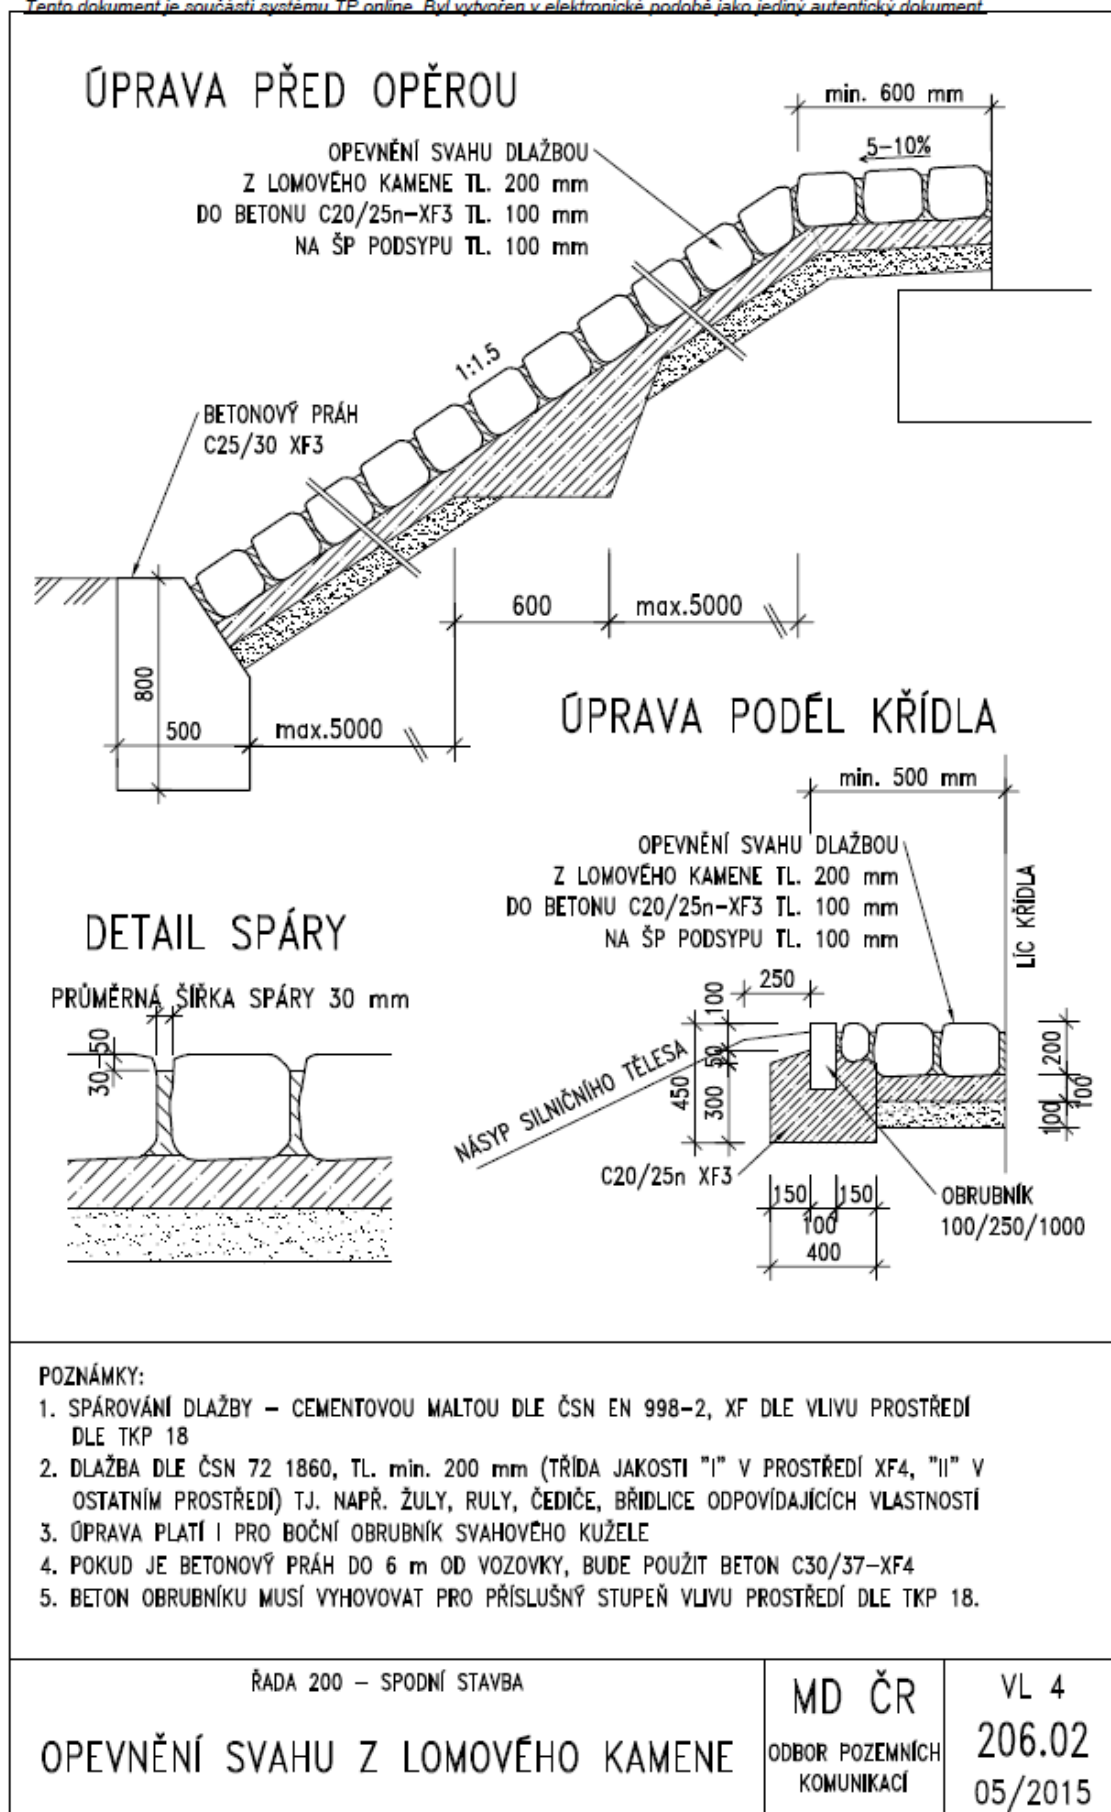 Tento dokument je součástí systému TP online. Byl vytvořen v elektronické podobě jako jediný autentický dokument.
ÚPRAVA PŘED OPĚROU
min. 600 mm
5-10%
OPEVNĚNÍ SVAHU DLAŽBOU
Z LOMOVÉHO KAMENE TL. 200 mm
DO BETONU C20/25n-XF3 TL. 100 mm
NA ŠP PODSYPU TL. 100 mm
1:1.5
BETONOVÝ PRÁH
C25/30 XF3
600
max.5000
800
500
max.5000
ÚPRAVA PODÉL KŘÍDLA
min. 500 mm
OPEVNĚNÍ SVAHU DLAŽBOU
Z LOMOVÉHO KAMENE TL. 200 mm
DO BETONU C20/25n-XF3 TL. 100 mm
NA ŠP PODSYPU TL. 100 mm
LÍC KŘÍDLA
DETAIL SPÁRY
PRŮMĚRNÁ ŠÍŘKA SPÁRY 30 mm
30-50
250
100
50
450
300
200
100
100
NÁSYP SILNIČNÍHO TĚLESA
C20/25n XF3
150
150
100
400
OBRUBNÍK
100/250/1000
POZNÁMKY:
1. SPÁROVÁNÍ DLAŽBY – CEMENTOVOU MALTOU DLE ČSN EN 998-2, XF DLE VLIVU PROSTŘEDÍ
DLE TKP 18
2. DLAŽBA DLE ČSN 72 1860, TL. min. 200 mm (TŘÍDA JAKOSTI "I" V PROSTŘEDÍ XF4, "II" V
OSTATNÍM PROSTŘEDÍ) TJ. NAPŘ. ŽULY, RULY, ČEDIČE, BŘIDLICE ODPOVÍDAJÍCÍCH VLASTNOSTÍ
3. ÚPRAVA PLATÍ I PRO BOČNÍ OBRUBNÍK SVAHOVÉHO KUŽELE
4. POKUD JE BETONOVÝ PRÁH DO 6 m OD VOZOVKY, BUDE POUŽIT BETON C30/37-XF4
5. BETON OBRUBNÍKU MUSÍ VYHOVOVAT PRO PŘÍSLUŠNÝ STUPEŇ VLIVU PROSTŘEDÍ DLE TKP 18.
ŘADA 200 – SPODNÍ STAVBA
OPEVNĚNÍ SVAHU Z LOMOVÉHO KAMENE
MD ČR
ODBOR POZEMNÍCH
KOMUNIKACÍ
VL 4
206.02
05/2015